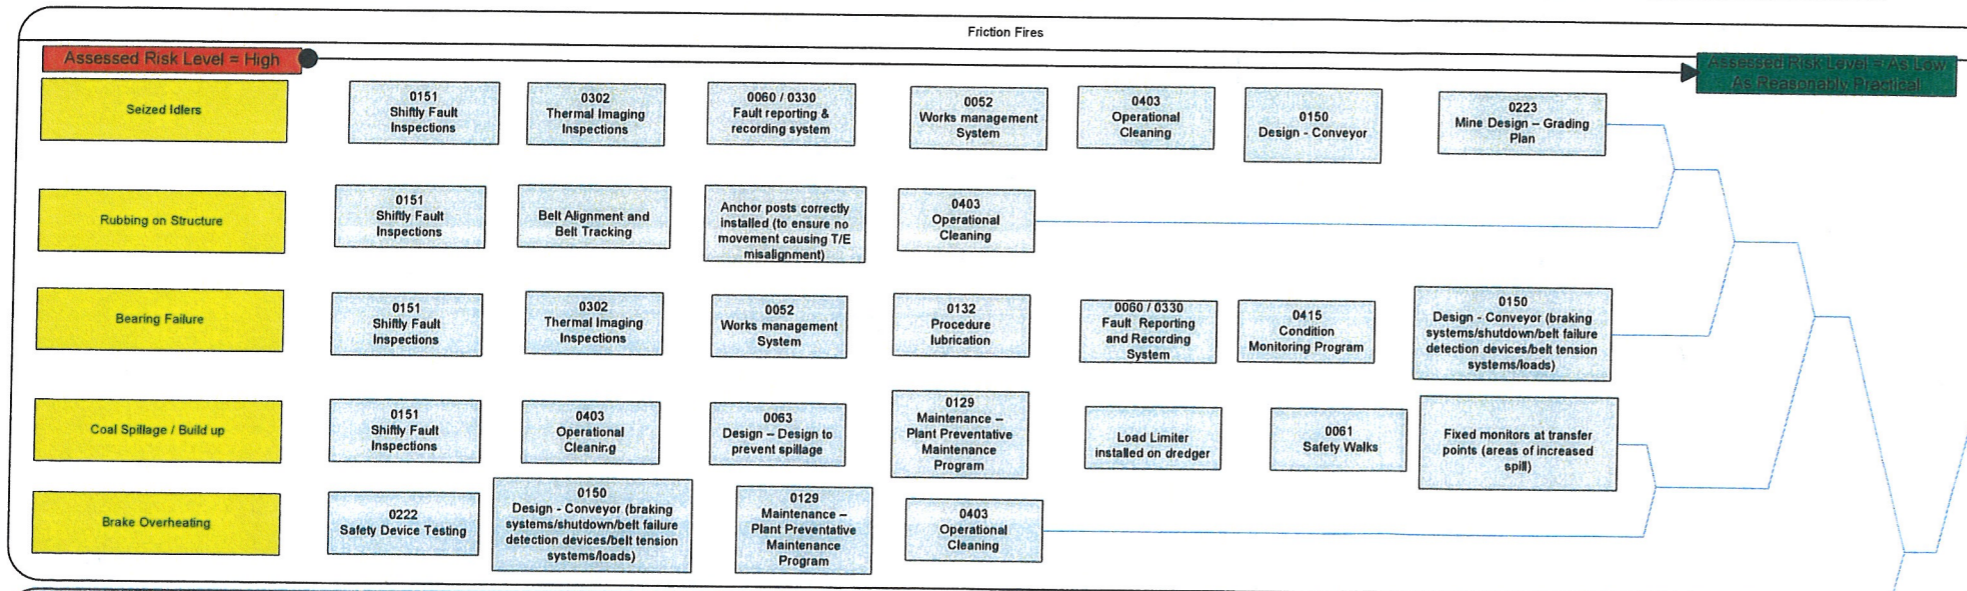 Friction Fires
Assessed Risk Level = High
Assessed Risk Level = As Low
As Reasonably Practical
Seized Idlers
0151
Shiftly Fault
Inspections
0302
Thermal Imaging
Inspections
0060 / 0330
Fault reporting &
recording system
0052
Works management
System
0403
Operational
Cleaning
0150
Design - Conveyor
0223
Mine Design – Grading
Plan
Rubbing on Structure
0151
Shiftly Fault
Inspections
Belt Alignment and
Belt Tracking
Anchor posts correctly
installed (to ensure no
movement causing T/E
misalignment)
0403
Operational
Cleaning
Bearing Failure
0151
Shiftly Fault
Inspections
0302
Thermal Imaging
Inspections
0052
Works management
System
0132
Procedure
lubrication
0060 / 0330
Fault Reporting
and Recording
System
0415
Condition
Monitoring Program
0150
Design - Conveyor (braking
systems/shutdown/belt failure
detection devices/belt tension
systems/loads)
Coal Spillage / Build up
0151
Shiftly Fault
Inspections
0403
Operational
Cleaning
0063
Design – Design to
prevent spillage
0129
Maintenance –
Plant Preventative
Maintenance
Program
Load Limiter
installed on dredger
0061
Safety Walks
Fixed monitors at transfer
points (areas of increased
spill)
Brake Overheating
0222
Safety Device Testing
0150
Design - Conveyor (braking
systems/shutdown/belt failure
detection devices/belt tension
systems/loads)
0129
Maintenance –
Plant Preventative
Maintenance
Program
0403
Operational
Cleaning